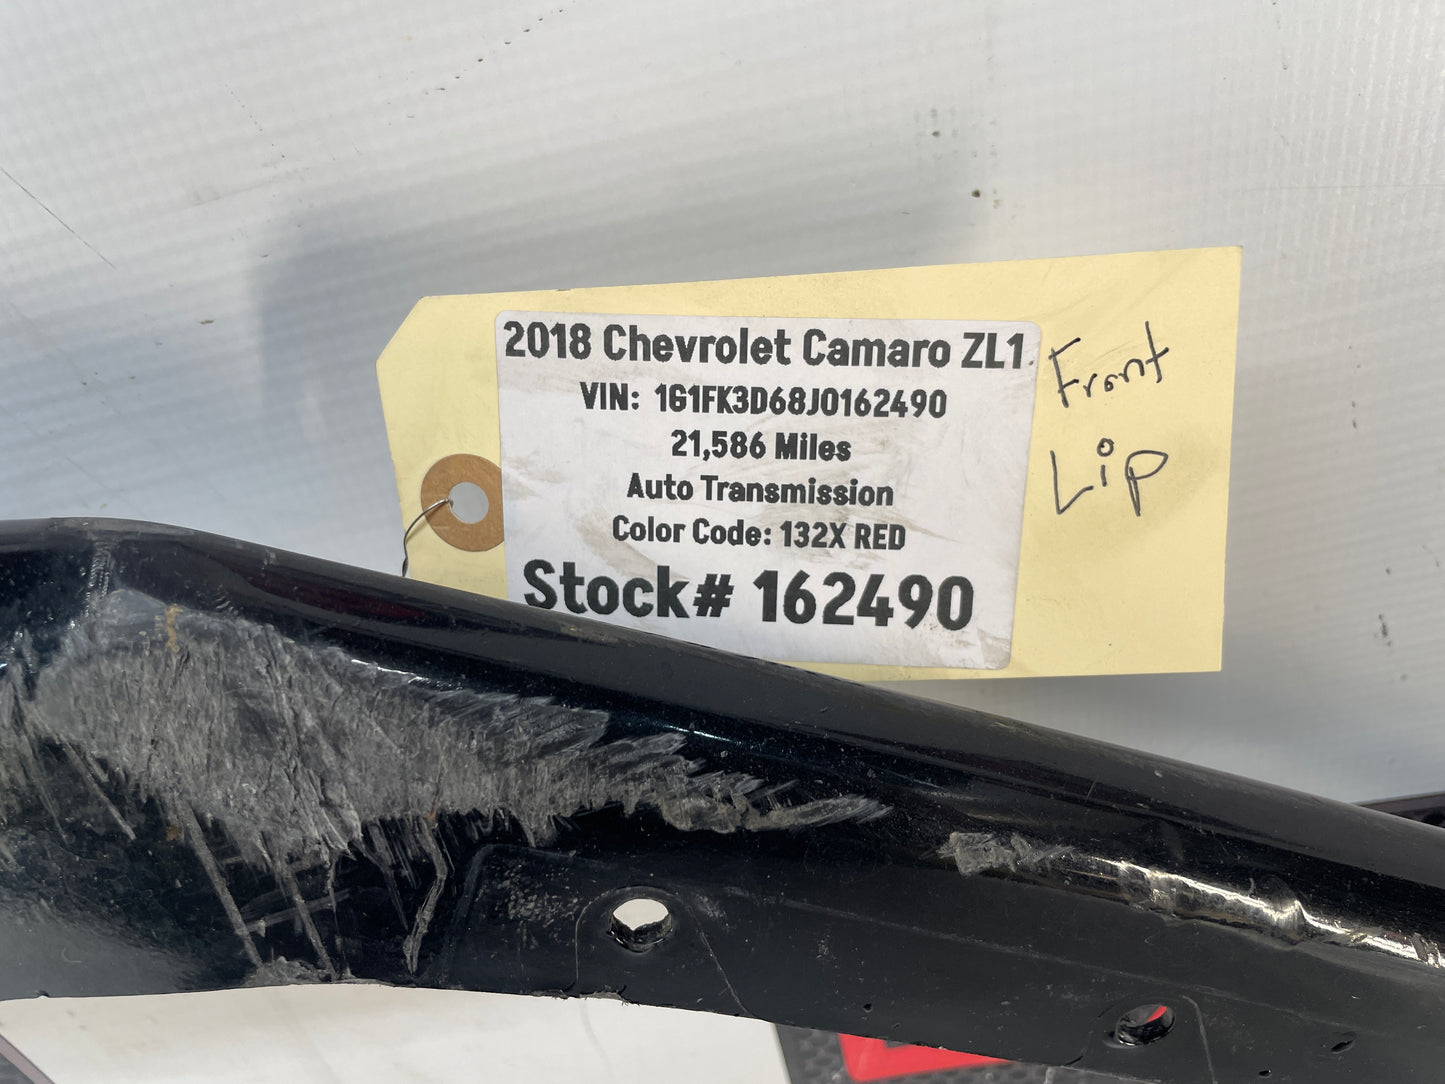 2018 Chevrolet Camaro ZL1
VIN: 1G1FK3D68J0162490
21,586 Miles
Auto Transmission
Color Code: 132X RED
Stock# 162490
Front
Lip